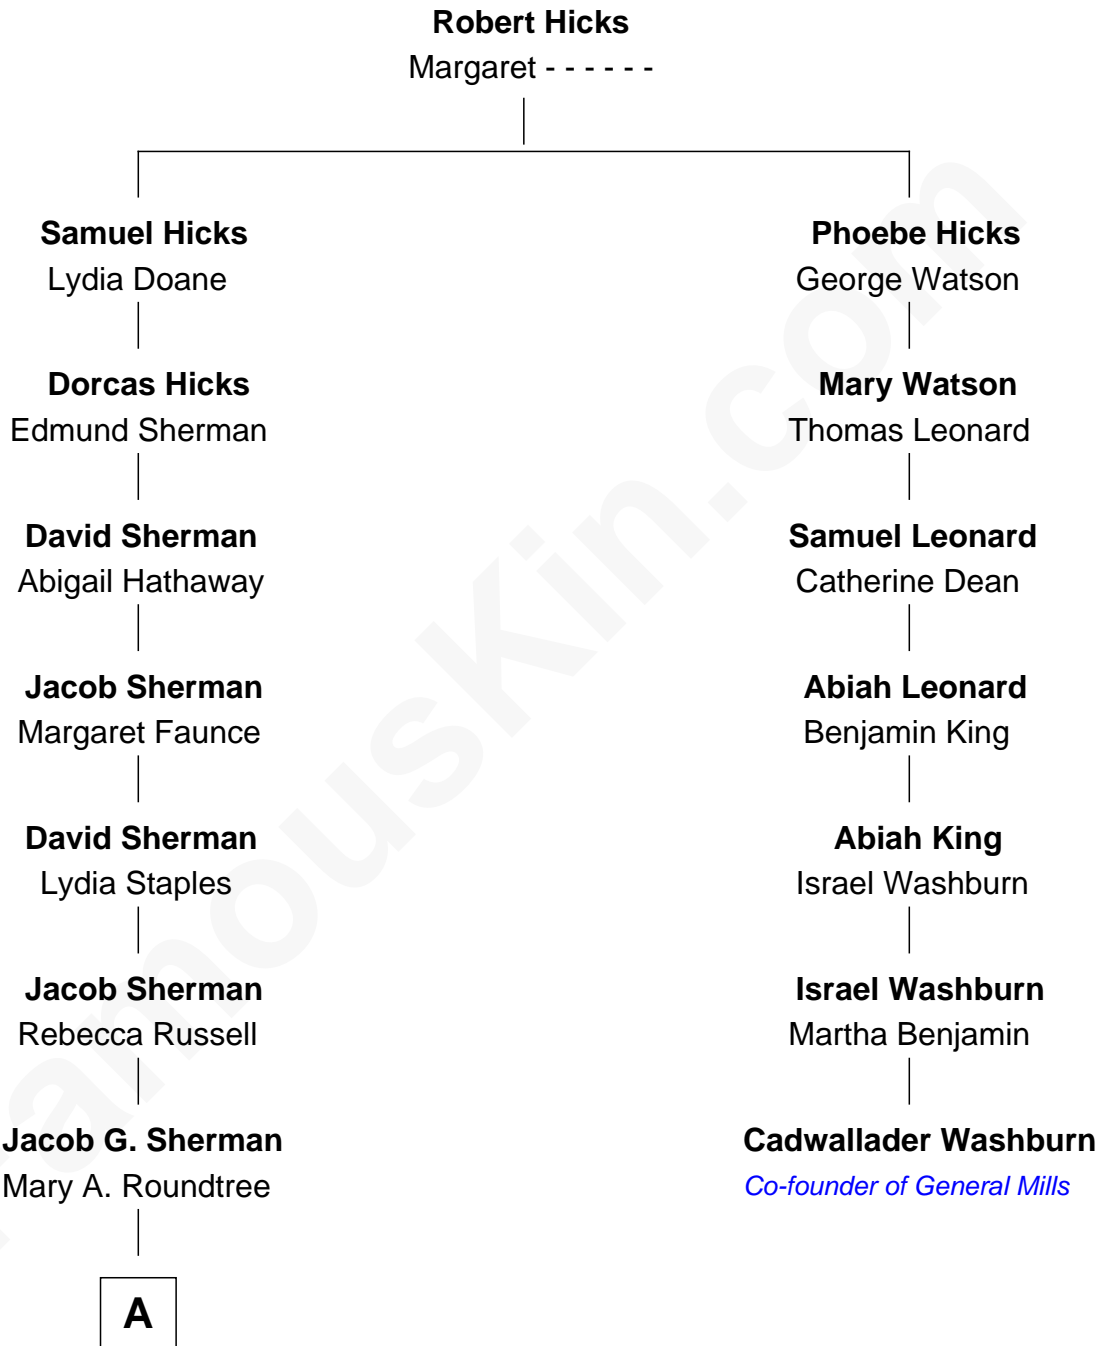 Robert Hicks
Margaret - - - - - -
Samuel Hicks
Lydia Doane
Phoebe Hicks
George Watson
Dorcas Hicks
Edmund Sherman
Mary Watson
Thomas Leonard
David Sherman
Abigail Hathaway
Samuel Leonard
Catherine Dean
Jacob Sherman
Margaret Faunce
Abiah Leonard
Benjamin King
David Sherman
Lydia Staples
Abiah King
Israel Washburn
Jacob Sherman
Rebecca Russell
Israel Washburn
Martha Benjamin
Jacob G. Sherman
Mary A. Roundtree
Cadwallader Washburn
Co-founder of General Mills
A
FamousKin.com